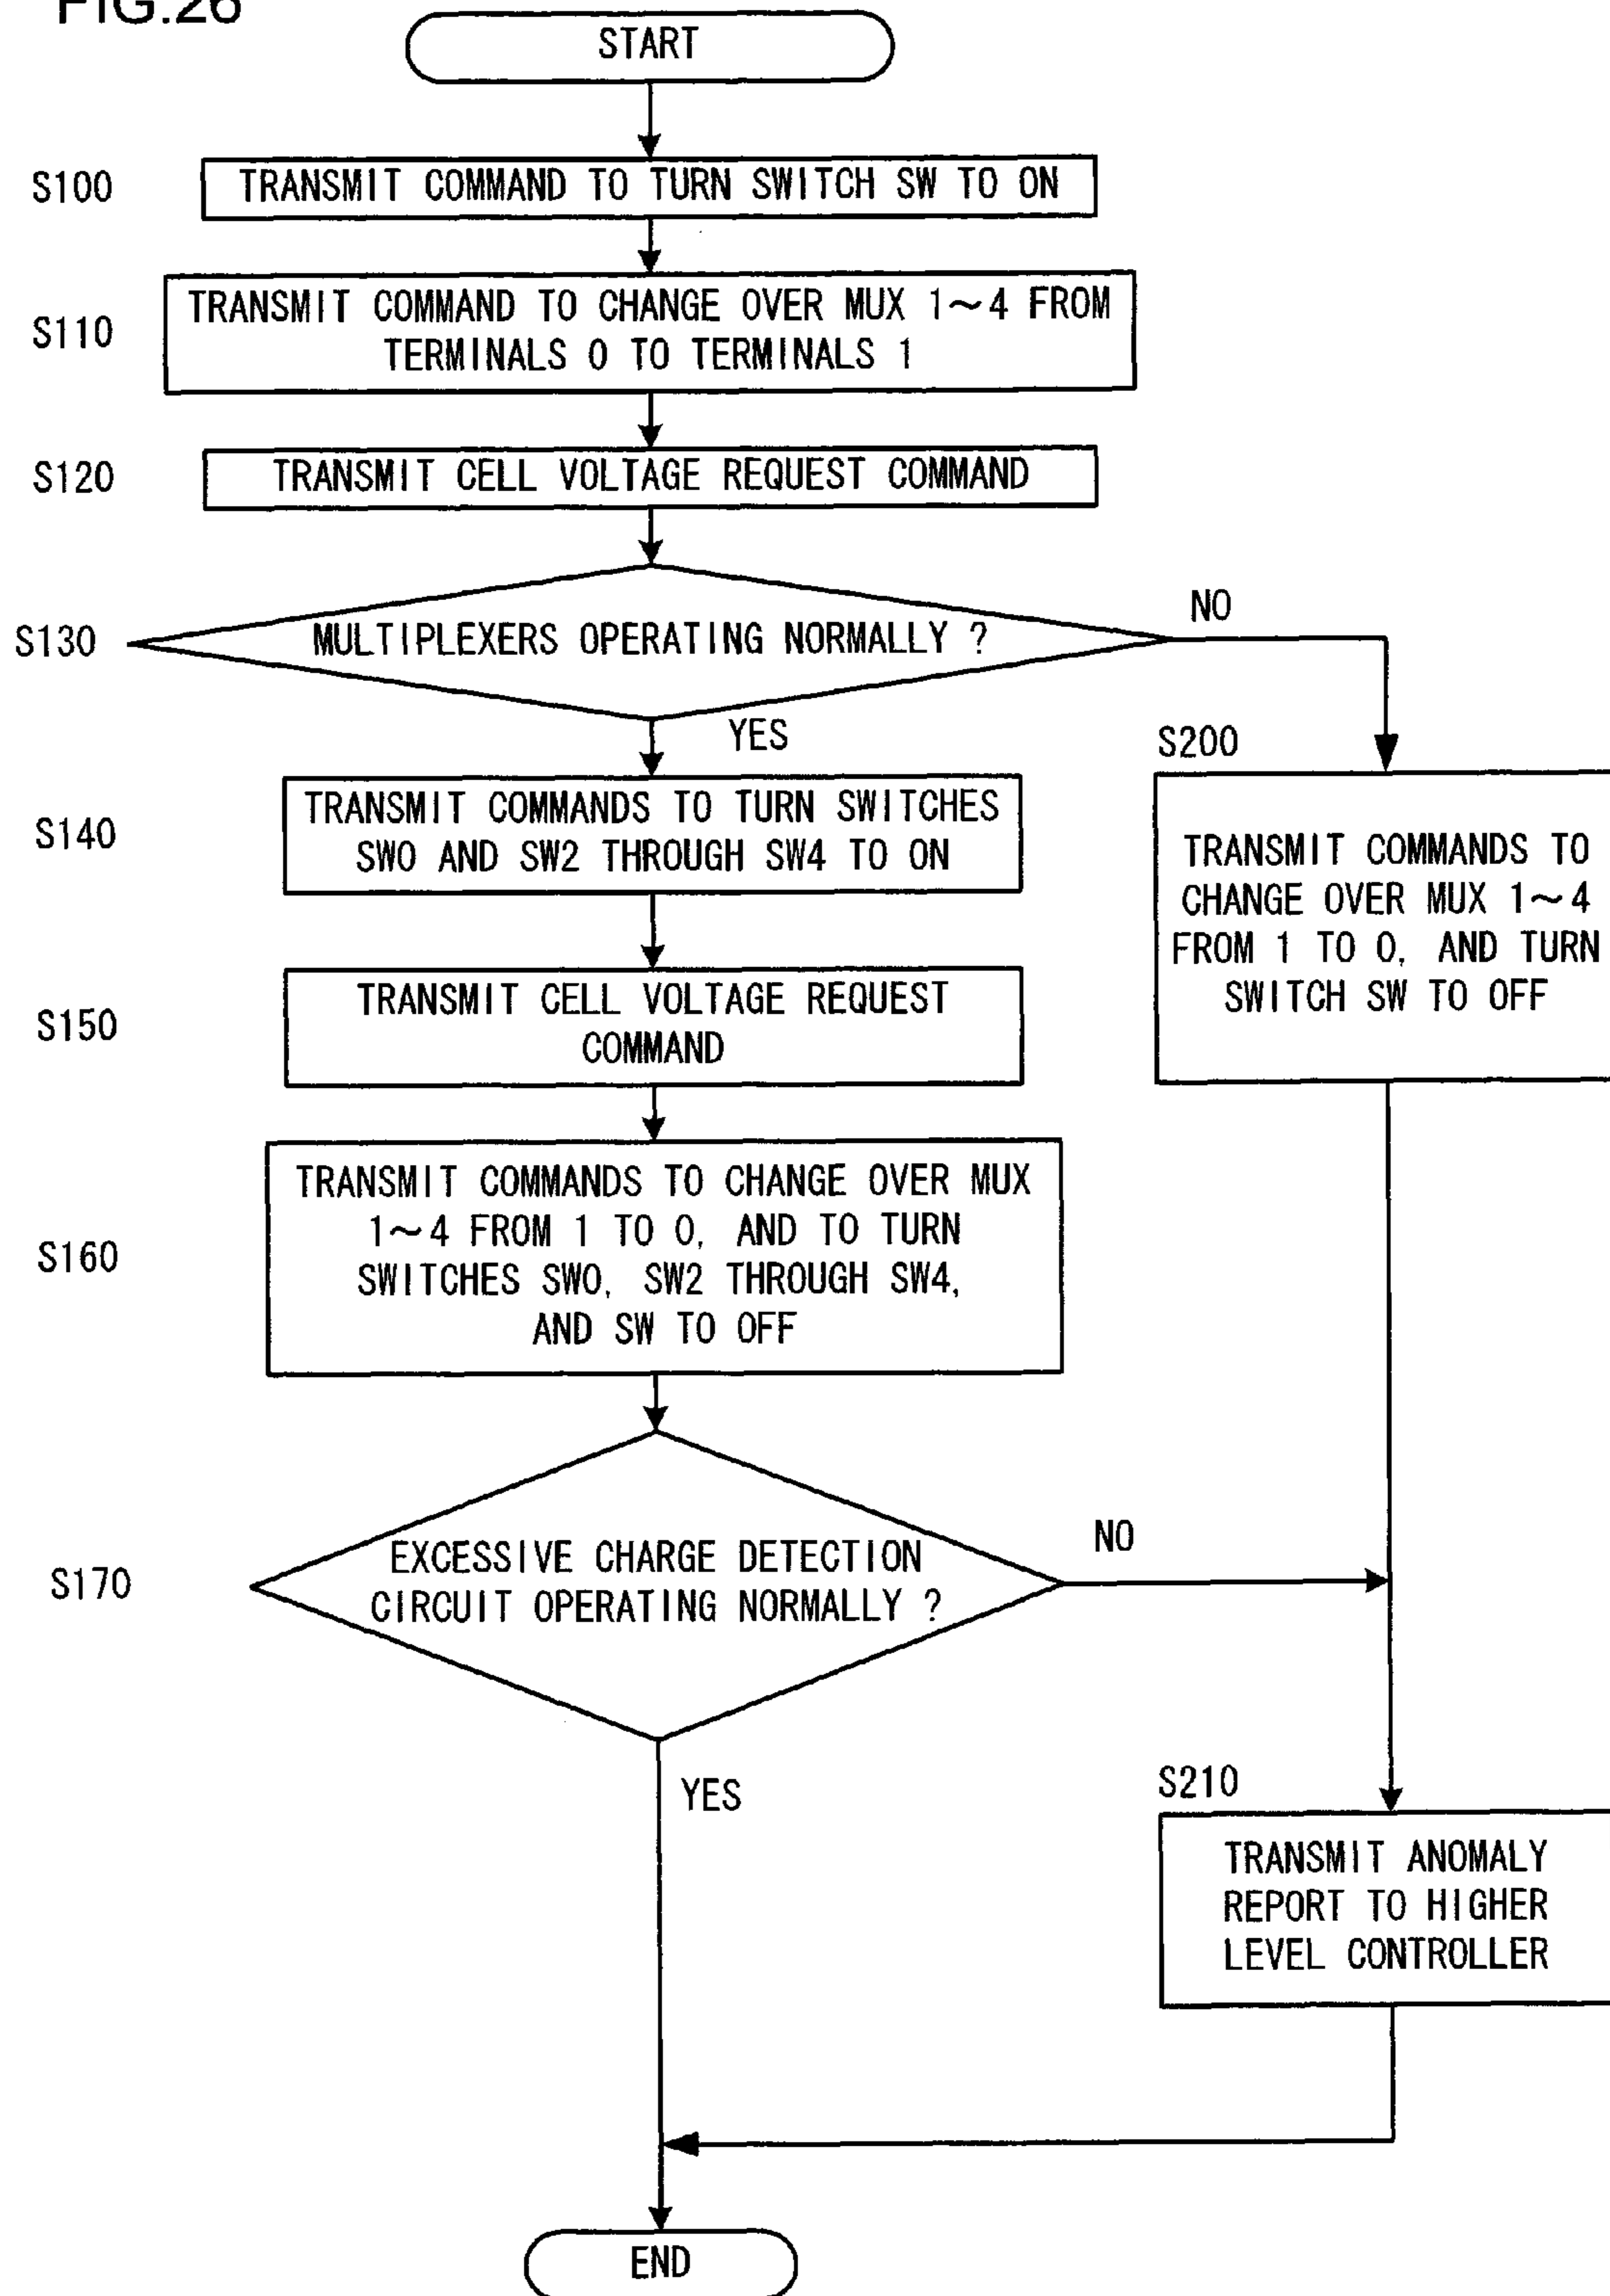 FIG.26
START
S100
TRANSMIT COMMAND TO TURN SWITCH SW TO ON
S110
TRANSMIT COMMAND TO CHANGE OVER MUX 1~4 FROM
TERMINALS 0 TO TERMINALS 1
S120
TRANSMIT CELL VOLTAGE REQUEST COMMAND
S130
MULTIPLEXERS OPERATING NORMALLY ?
NO
YES
S140
TRANSMIT COMMANDS TO TURN SWITCHES
SW0 AND SW2 THROUGH SW4 TO ON
S200
TRANSMIT COMMANDS TO
CHANGE OVER MUX 1~4
FROM 1 TO 0, AND TURN
SWITCH SW TO OFF
S150
TRANSMIT CELL VOLTAGE REQUEST
COMMAND
S160
TRANSMIT COMMANDS TO CHANGE OVER MUX
1~4 FROM 1 TO 0, AND TO TURN
SWITCHES SW0, SW2 THROUGH SW4,
AND SW TO OFF
S170
EXCESSIVE CHARGE DETECTION
CIRCUIT OPERATING NORMALLY ?
NO
YES
S210
TRANSMIT ANOMALY
REPORT TO HIGHER
LEVEL CONTROLLER
END